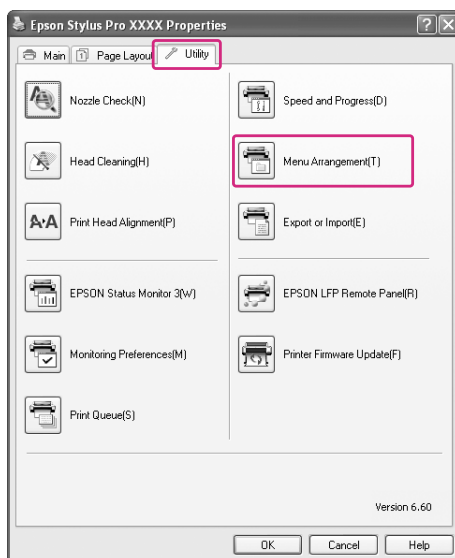 Epson Stylus Pro XXXX Properties
Main
1
Page Layout
Utility
Nozzle Check(N)
Speed and Progress(D)
Head Cleaning(H)
Menu Arrangement(T)
A:A
Print Head Alignment(P)
Export or Import(E)
EPSON Status Monitor 3(W)
EPSON LFP Remote Panel(R)
Monitoring Preferences(M)
Printer Firmware Update(F)
Print Queue(S)
Version 6.60
OK
Cancel
Help